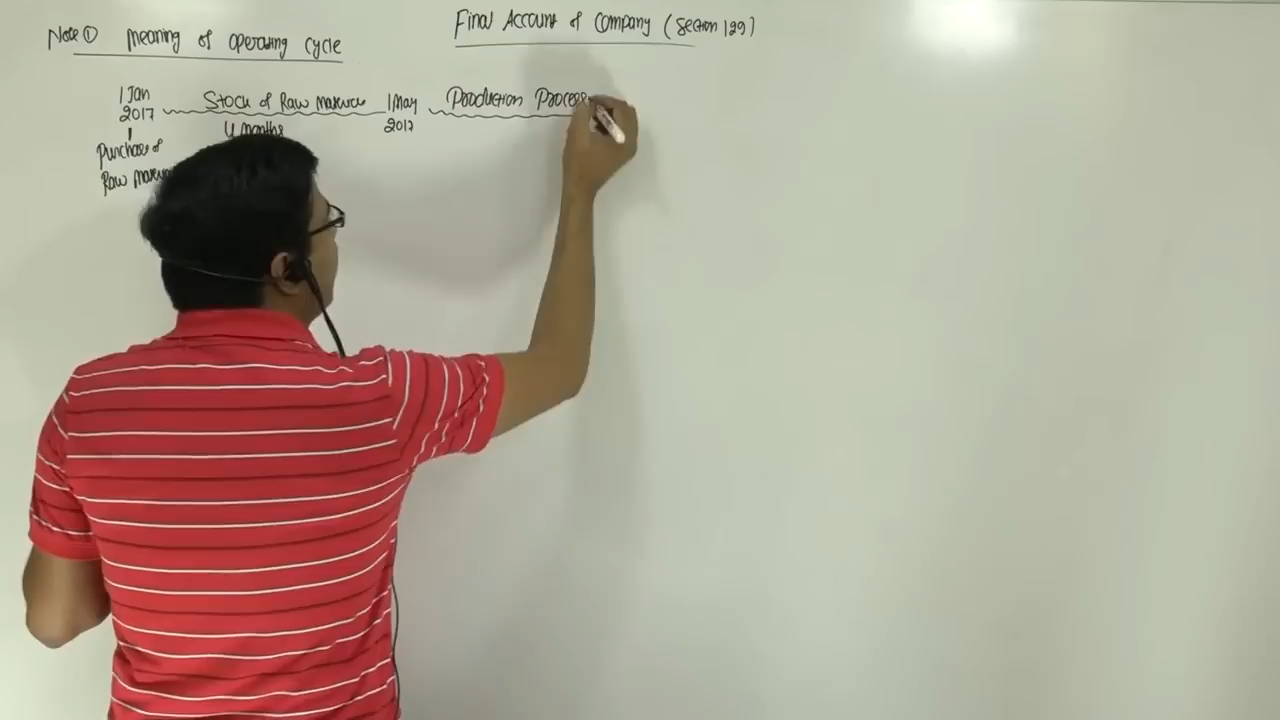 Final Account of Company (Section 129)
Note ① Meaning of operating cycle
1 Jan 2017 Stock of Raw Material 1 May 2017 Production Process
4 months
Purchase of
Raw Material